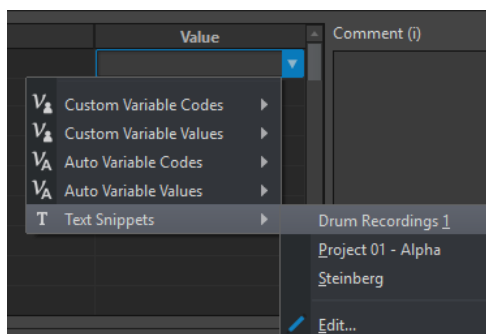 Value
Comment (i)
Custom Variable Codes
Custom Variable Values
Auto Variable Codes
Auto Variable Values
T Text Snippets
Drum Recordings 1
Project 01 - Alpha
Steinberg
Edit...